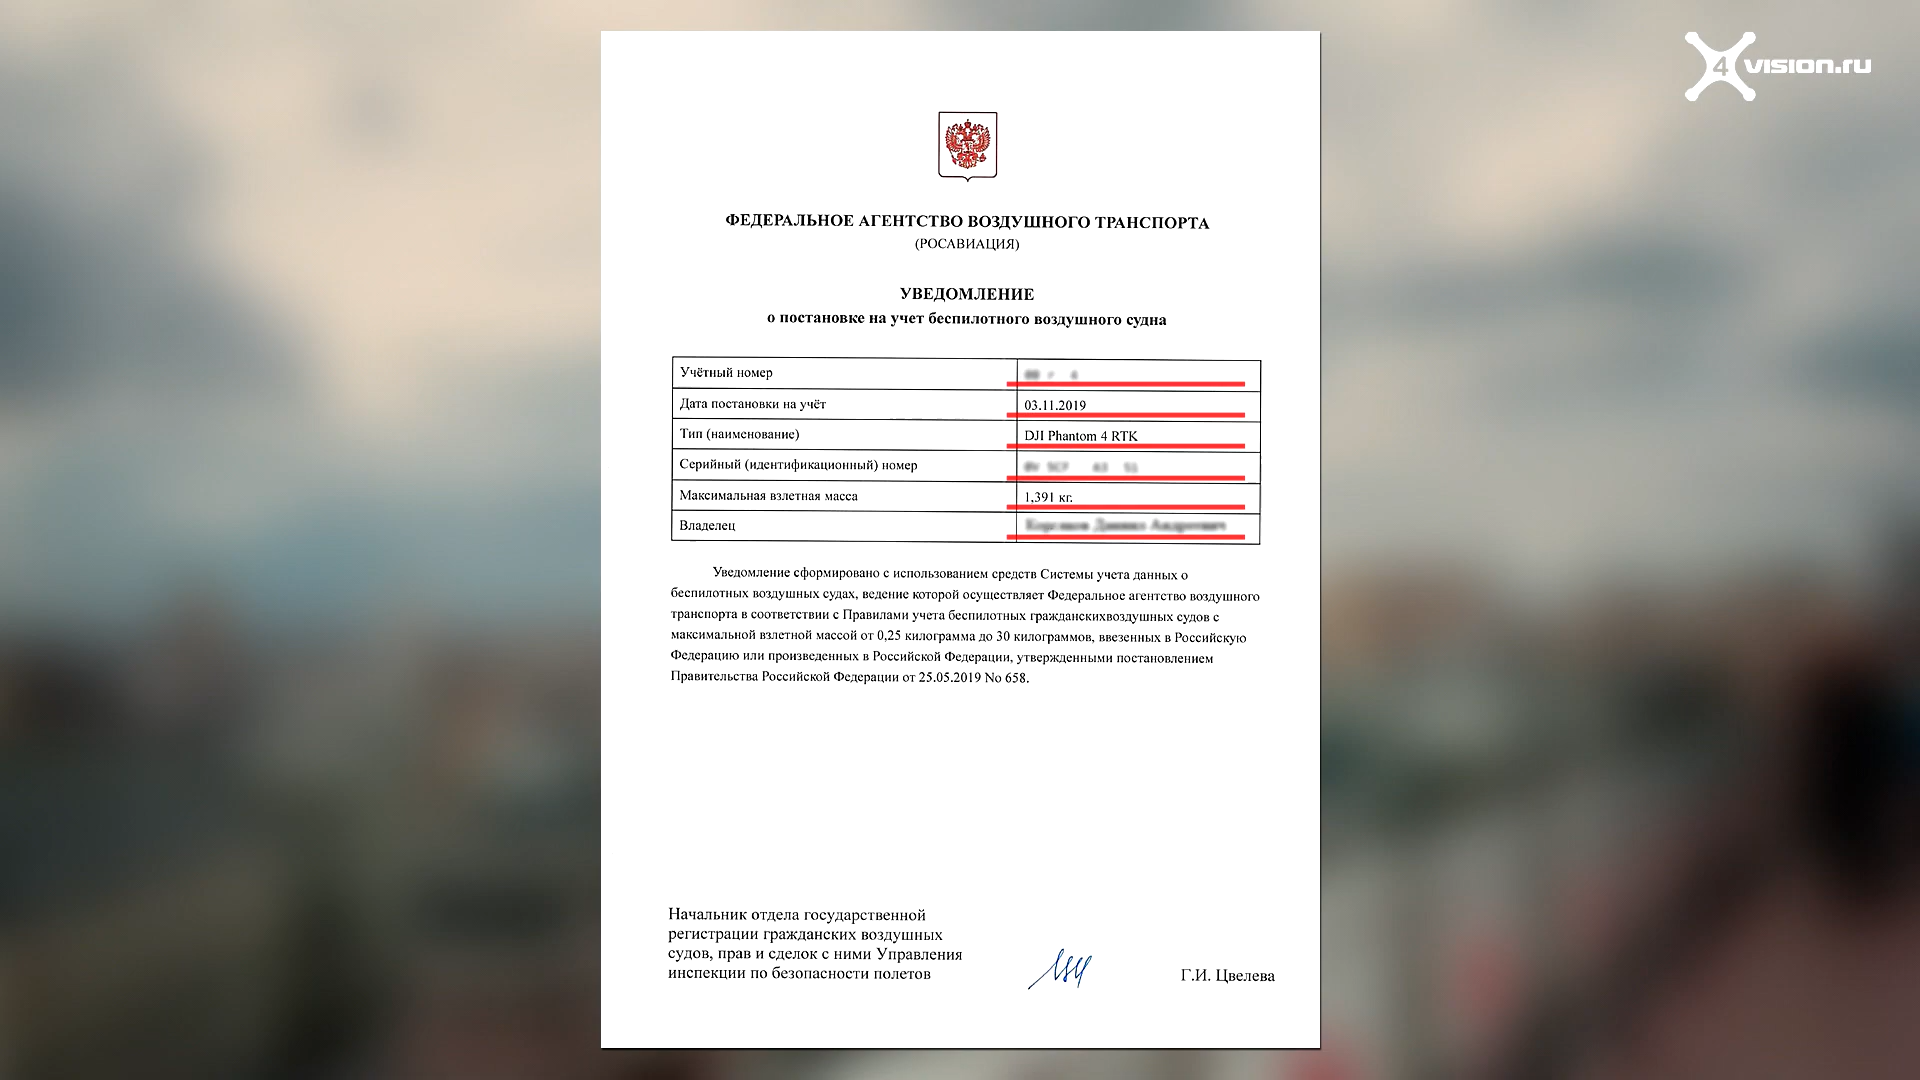 4vision.ru
ФЕДЕРАЛЬНОЕ АГЕНТСТВО ВОЗДУШНОГО ТРАНСПОРТА
(РОСАВИАЦИЯ)
УВЕДОМЛЕНИЕ
о постановке на учет беспилотного воздушного судна
Учётный номер
Дата постановки на учёт 03.11.2019
Тип (наименование) DJI Phantom 4 RTK
Серийный (идентификационный) номер
Максимальная взлетная масса 1,391 кг.
Владелец
Уведомление сформировано с использованием средств Системы учета данных о
беспилотных воздушных судах, ведение которой осуществляет Федеральное агентство воздушного
транспорта в соответствии с Правилами учета беспилотных гражданскихвоздушных судов с
максимальной взлетной массой от 0,25 килограмма до 30 килограммов, ввезенных в Российскую
Федерацию или произведенных в Российской Федерации, утвержденными постановлением
Правительства Российской Федерации от 25.05.2019 No 658.
Начальник отдела государственной
регистрации гражданских воздушных
судов, прав и сделок с ними Управления
инспекции по безопасности полетов
Г.И. Цвелева